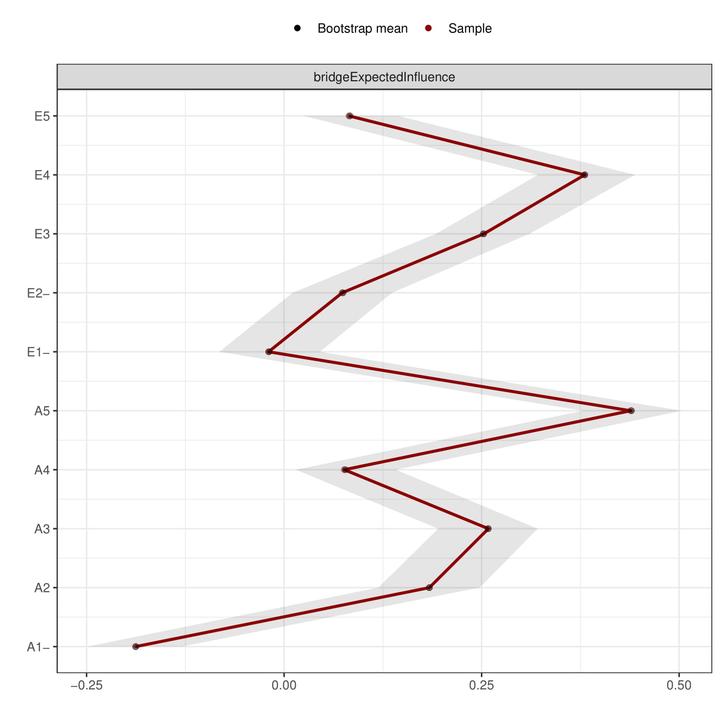 Bootstrap mean Sample
bridgeExpectedInfluence
E5
E4
E3
E2−
E1−
A5
A4
A3
A2
A1−
−0.25 0.00 0.25 0.50